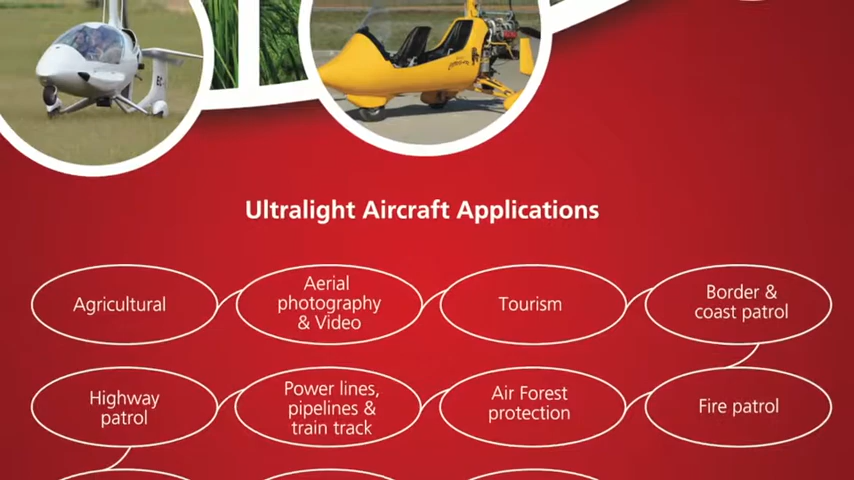 Ultralight Aircraft Applications
Agricultural
Aerial
photography
& Video
Tourism
Border &
coast patrol
Highway
patrol
Power lines,
pipelines &
train track
Air Forest
protection
Fire patrol